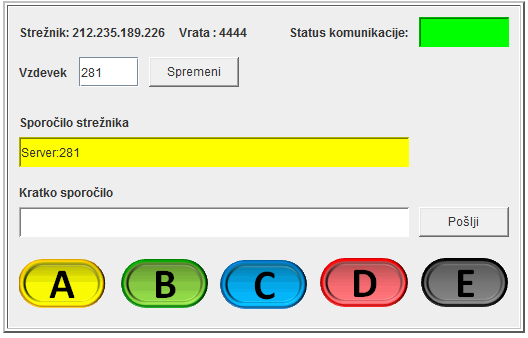 Strežnik: 212.235.189.226 Vrata : 4444 Status komunikacije:
Vzdevek 281 Spremeni
Sporočilo strežnika
Server:281
Kratko sporočilo
Pošlji
A B C D E